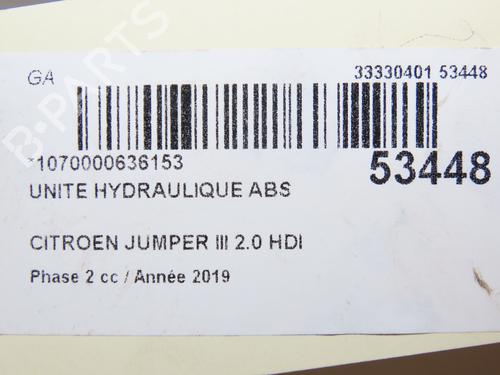 GA
33330401 53448
*1070000636153
53448
UNITE HYDRAULIQUE ABS
CITROEN JUMPER III 2.0 HDI
Phase 2 cc / Année 2019
B-PARTS